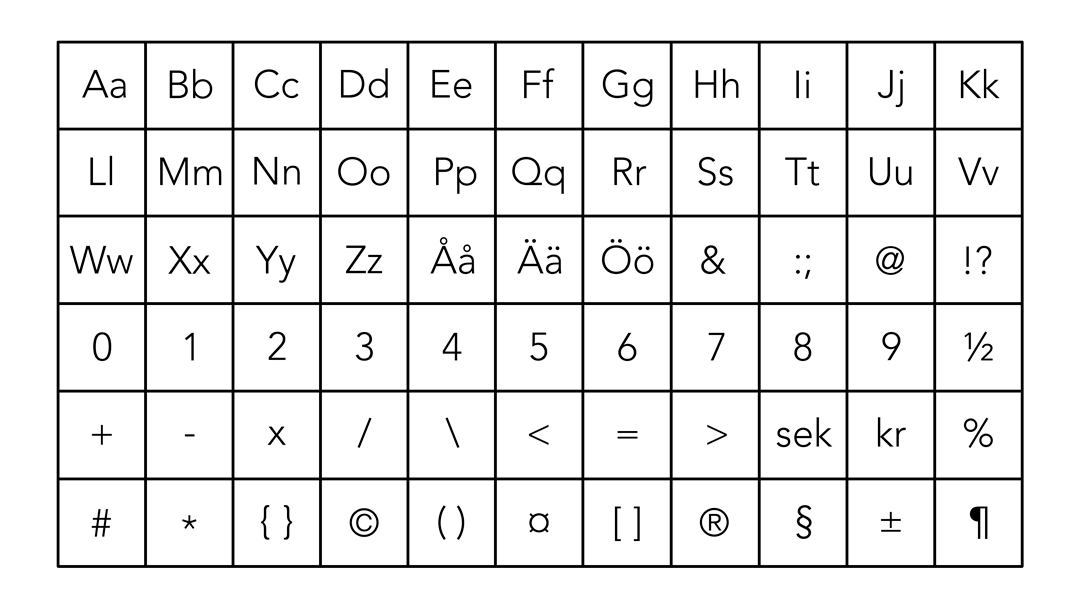 Aa Bb Cc Dd Ee Ff Gg Hh Ii Jj Kk
Ll Mm Nn Oo Pp Qq Rr Ss Tt Uu Vv
Ww Xx Yy Zz Åå Ää Öö & :; @ !?
0 1 2 3 4 5 6 7 8 9 ½
+ - x / \ < = > sek kr %
# * { } © ( ) ¤ [ ] ® § ± ¶